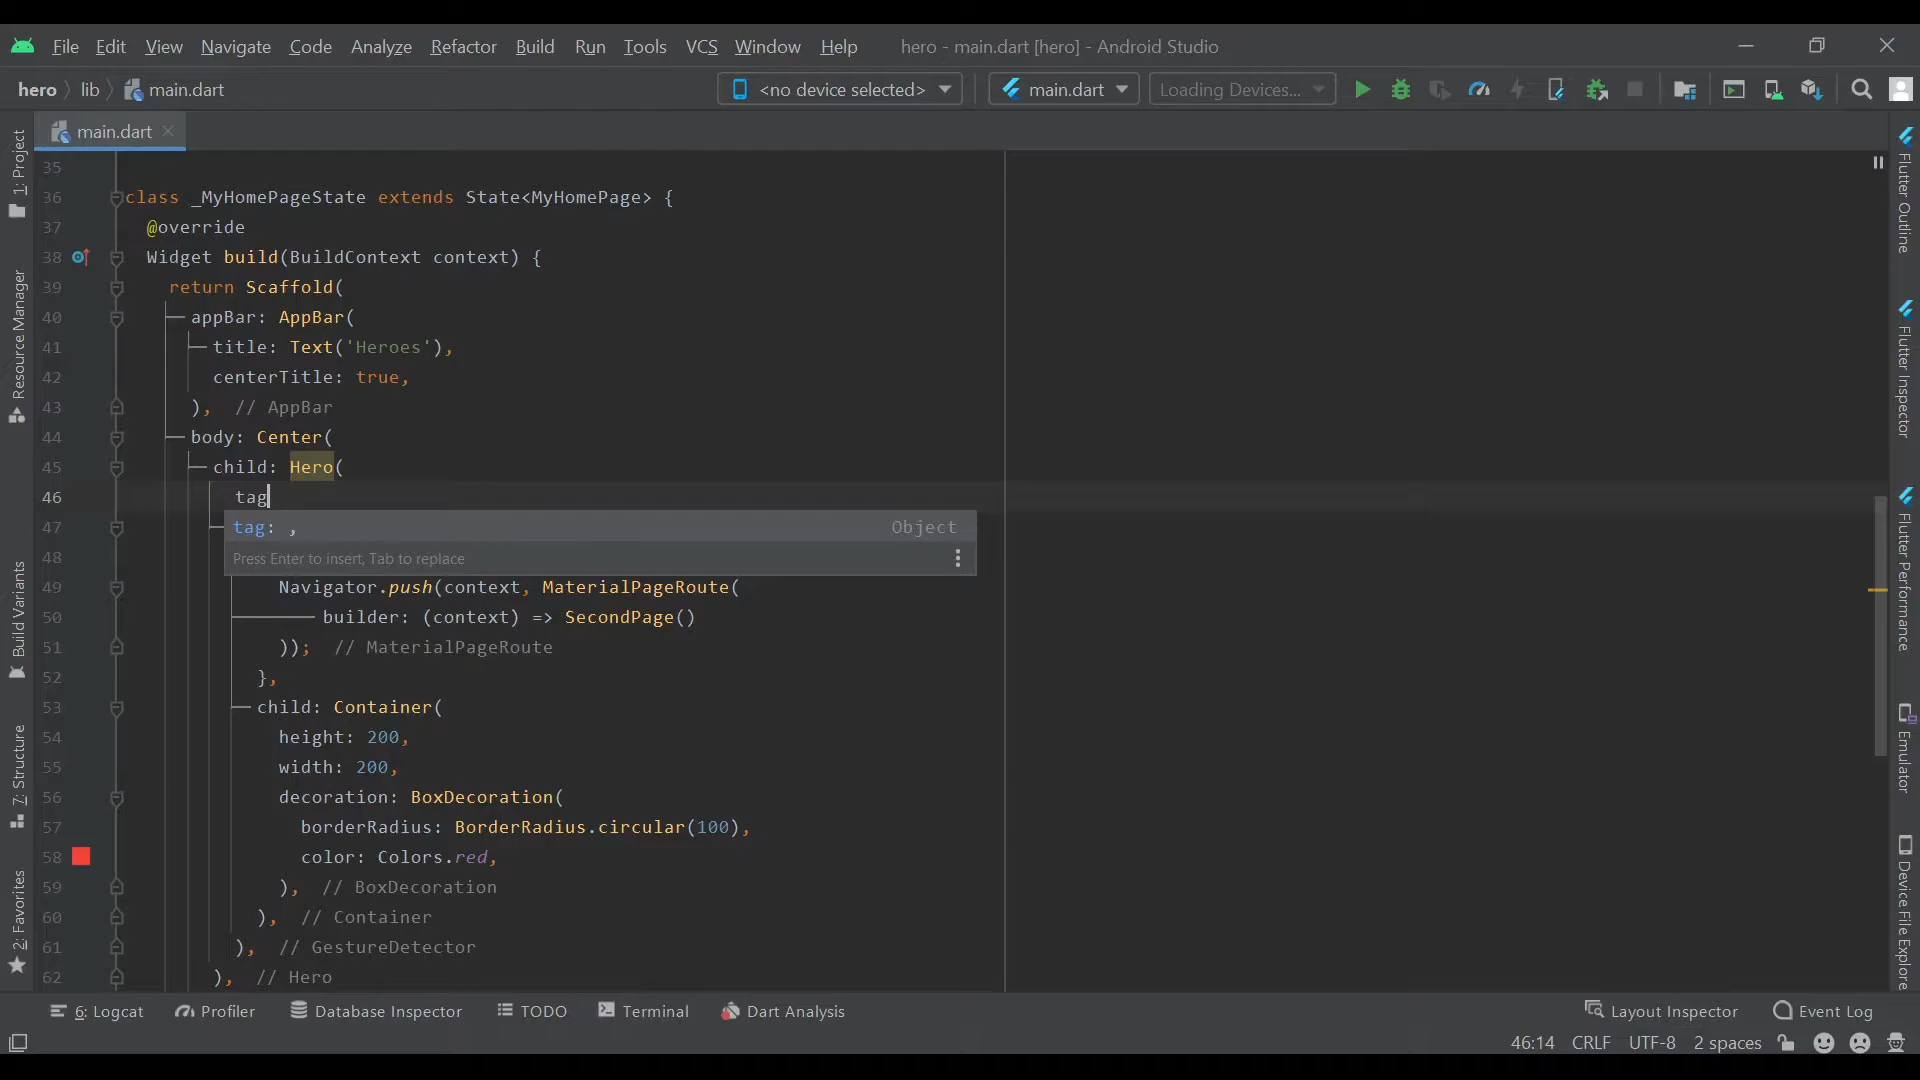 File Edit View Navigate Code Analyze Refactor Build Run Tools VCS Window Help hero - main.dart [hero] - Android Studio
hero lib main.dart <no device selected> main.dart Loading Devices...
main.dart
1: Project
Resource Manager
Build Variants
7: Structure
2: Favorites
35
36 class _MyHomePageState extends State<MyHomePage> {
37 @override
38 Widget build(BuildContext context) {
39 return Scaffold(
40 appBar: AppBar(
41 title: Text('Heroes'),
42 centerTitle: true,
43 ), // AppBar
44 body: Center(
45 child: Hero(
46 tag
47 tag: , Object
48 Press Enter to insert, Tab to replace
49 Navigator.push(context, MaterialPageRoute(
50 builder: (context) => SecondPage()
51 )); // MaterialPageRoute
52 },
53 child: Container(
54 height: 200,
55 width: 200,
56 decoration: BoxDecoration(
57 borderRadius: BorderRadius.circular(100),
58 color: Colors.red,
59 ), // BoxDecoration
60 ), // Container
61 ), // GestureDetector
62 ), // Hero
Flutter Outline
Flutter Inspector
Flutter Performance
Emulator
Device File Explore
6: Logcat Profiler Database Inspector TODO Terminal Dart Analysis Layout Inspector Event Log
46:14 CRLF UTF-8 2 spaces